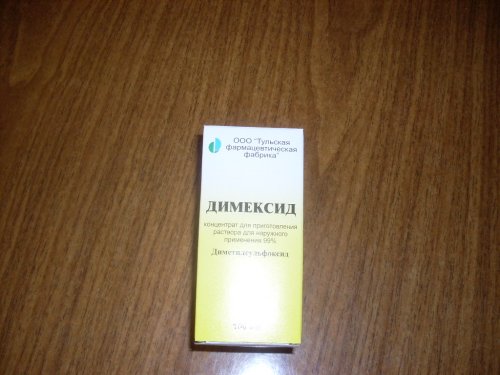 ООО "Тульская
фармацевтическая
фабрика"
ДИМЕКСИД
концентрат для приготовления
раствора для наружного
применения 99%
Диметилсульфоксид